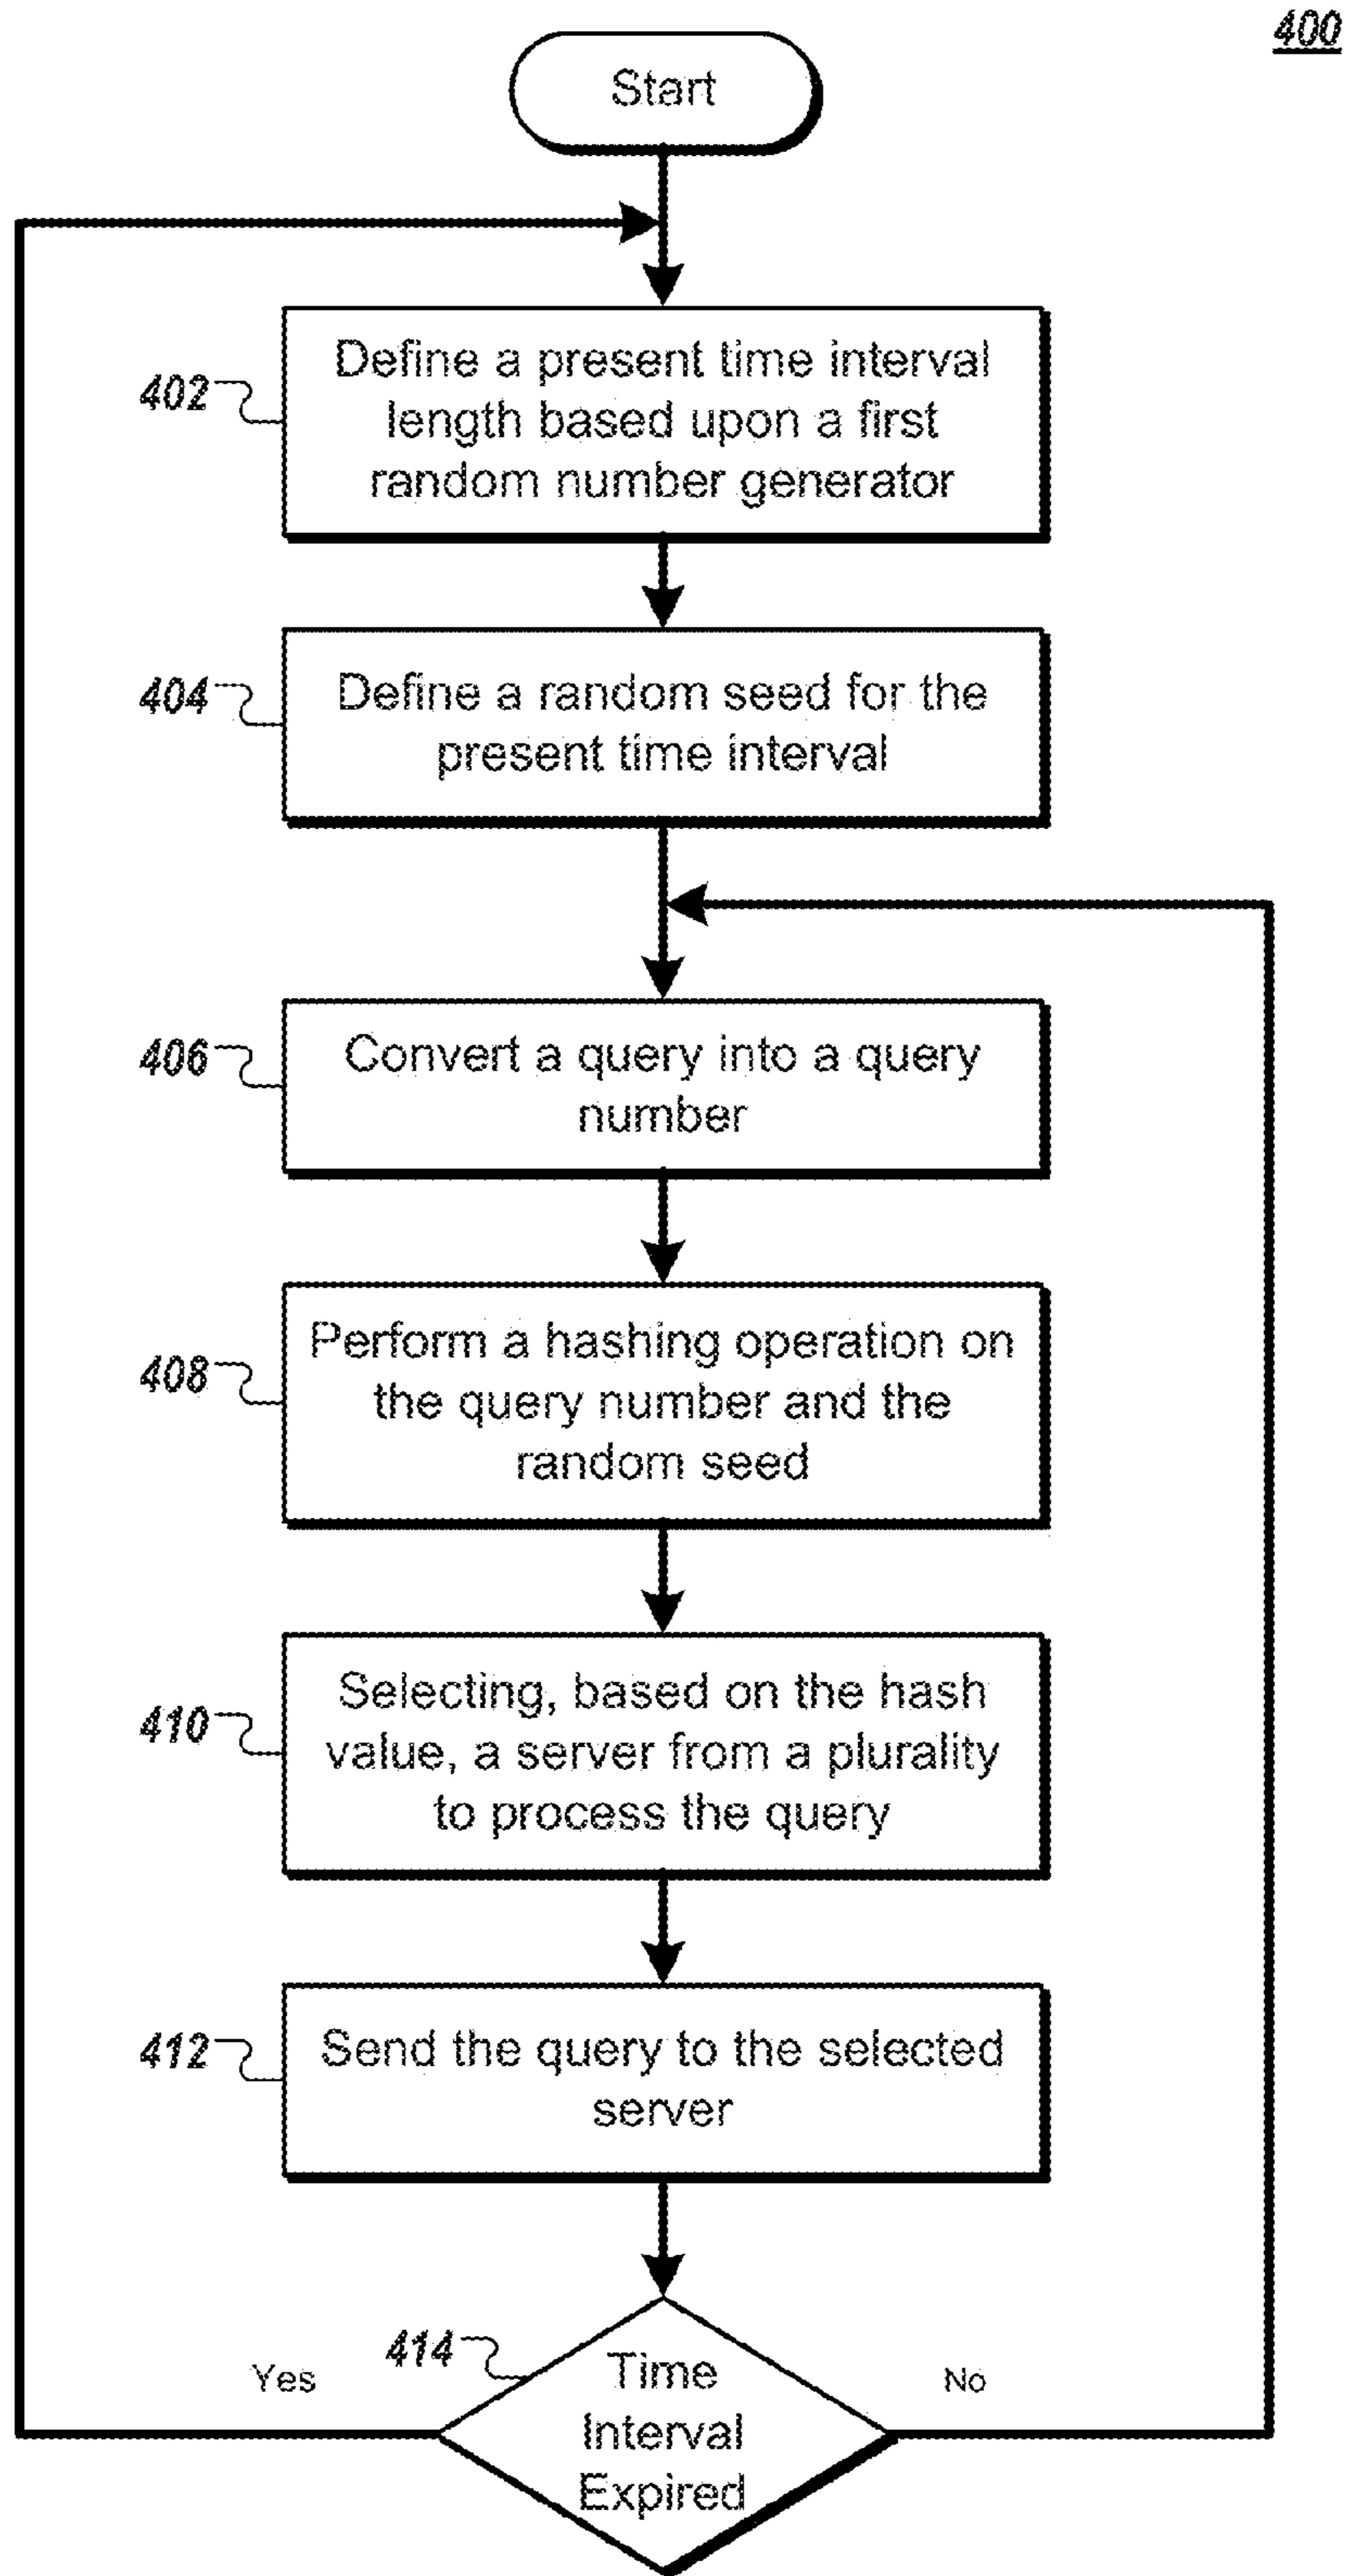 400
Start
402
Define a present time interval
length based upon a first
random number generator
404
Define a random seed for the
present time interval
406
Convert a query into a query
number
408
Perform a hashing operation on
the query number and the
random seed
410
Selecting, based on the hash
value, a server from a plurality
to process the query
412
Send the query to the selected
server
414
Yes
Time
Interval
Expired
No